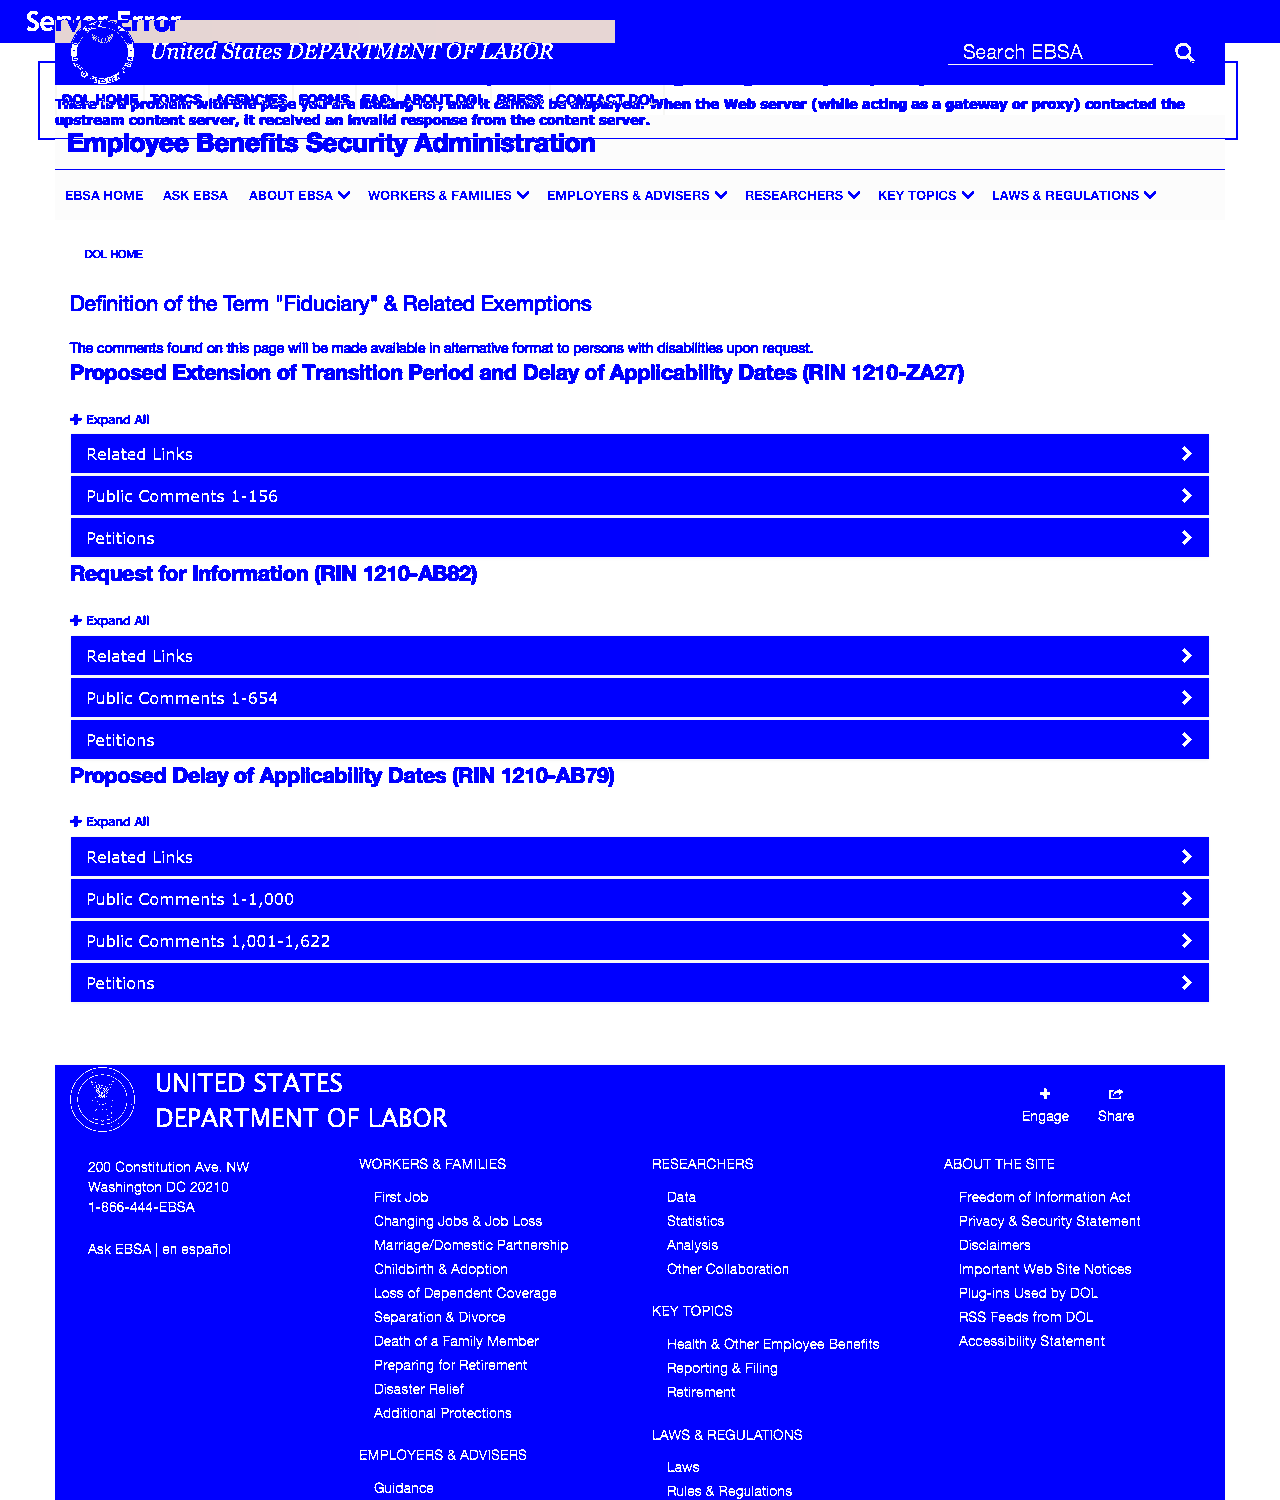 Server Error
United States DEPARTMENT OF LABOR
Search EBSA
DOL HOME TOPICS AGENCIES FORMS FAQ ABOUT DOL PRESS CONTACT DOL
There is a problem with the page you are looking for, and it cannot be displayed. When the Web server (while acting as a gateway or proxy) contacted the
upstream content server, it received an invalid response from the content server.
Employee Benefits Security Administration
EBSA HOME ASK EBSA ABOUT EBSA WORKERS & FAMILIES EMPLOYERS & ADVISERS RESEARCHERS KEY TOPICS LAWS & REGULATIONS
DOL HOME
Definition of the Term "Fiduciary" & Related Exemptions
The comments found on this page will be made available in alternative format to persons with disabilities upon request.
Proposed Extension of Transition Period and Delay of Applicability Dates (RIN 1210-ZA27)
Expand All
Related Links
Public Comments 1-156
Petitions
Request for Information (RIN 1210-AB82)
Expand All
Related Links
Public Comments 1-654
Petitions
Proposed Delay of Applicability Dates (RIN 1210-AB79)
Expand All
Related Links
Public Comments 1-1,000
Public Comments 1,001-1,622
Petitions
UNITED STATES
DEPARTMENT OF LABOR
Engage Share
200 Constitution Ave. NW
Washington DC 20210
1-866-444-EBSA
Ask EBSA | en español
WORKERS & FAMILIES
First Job
Changing Jobs & Job Loss
Marriage/Domestic Partnership
Childbirth & Adoption
Loss of Dependent Coverage
Separation & Divorce
Death of a Family Member
Preparing for Retirement
Disaster Relief
Additional Protections
EMPLOYERS & ADVISERS
Guidance
RESEARCHERS
Data
Statistics
Analysis
Other Collaboration
KEY TOPICS
Health & Other Employee Benefits
Reporting & Filing
Retirement
LAWS & REGULATIONS
Laws
Rules & Regulations
ABOUT THE SITE
Freedom of Information Act
Privacy & Security Statement
Disclaimers
Important Web Site Notices
Plug-ins Used by DOL
RSS Feeds from DOL
Accessibility Statement